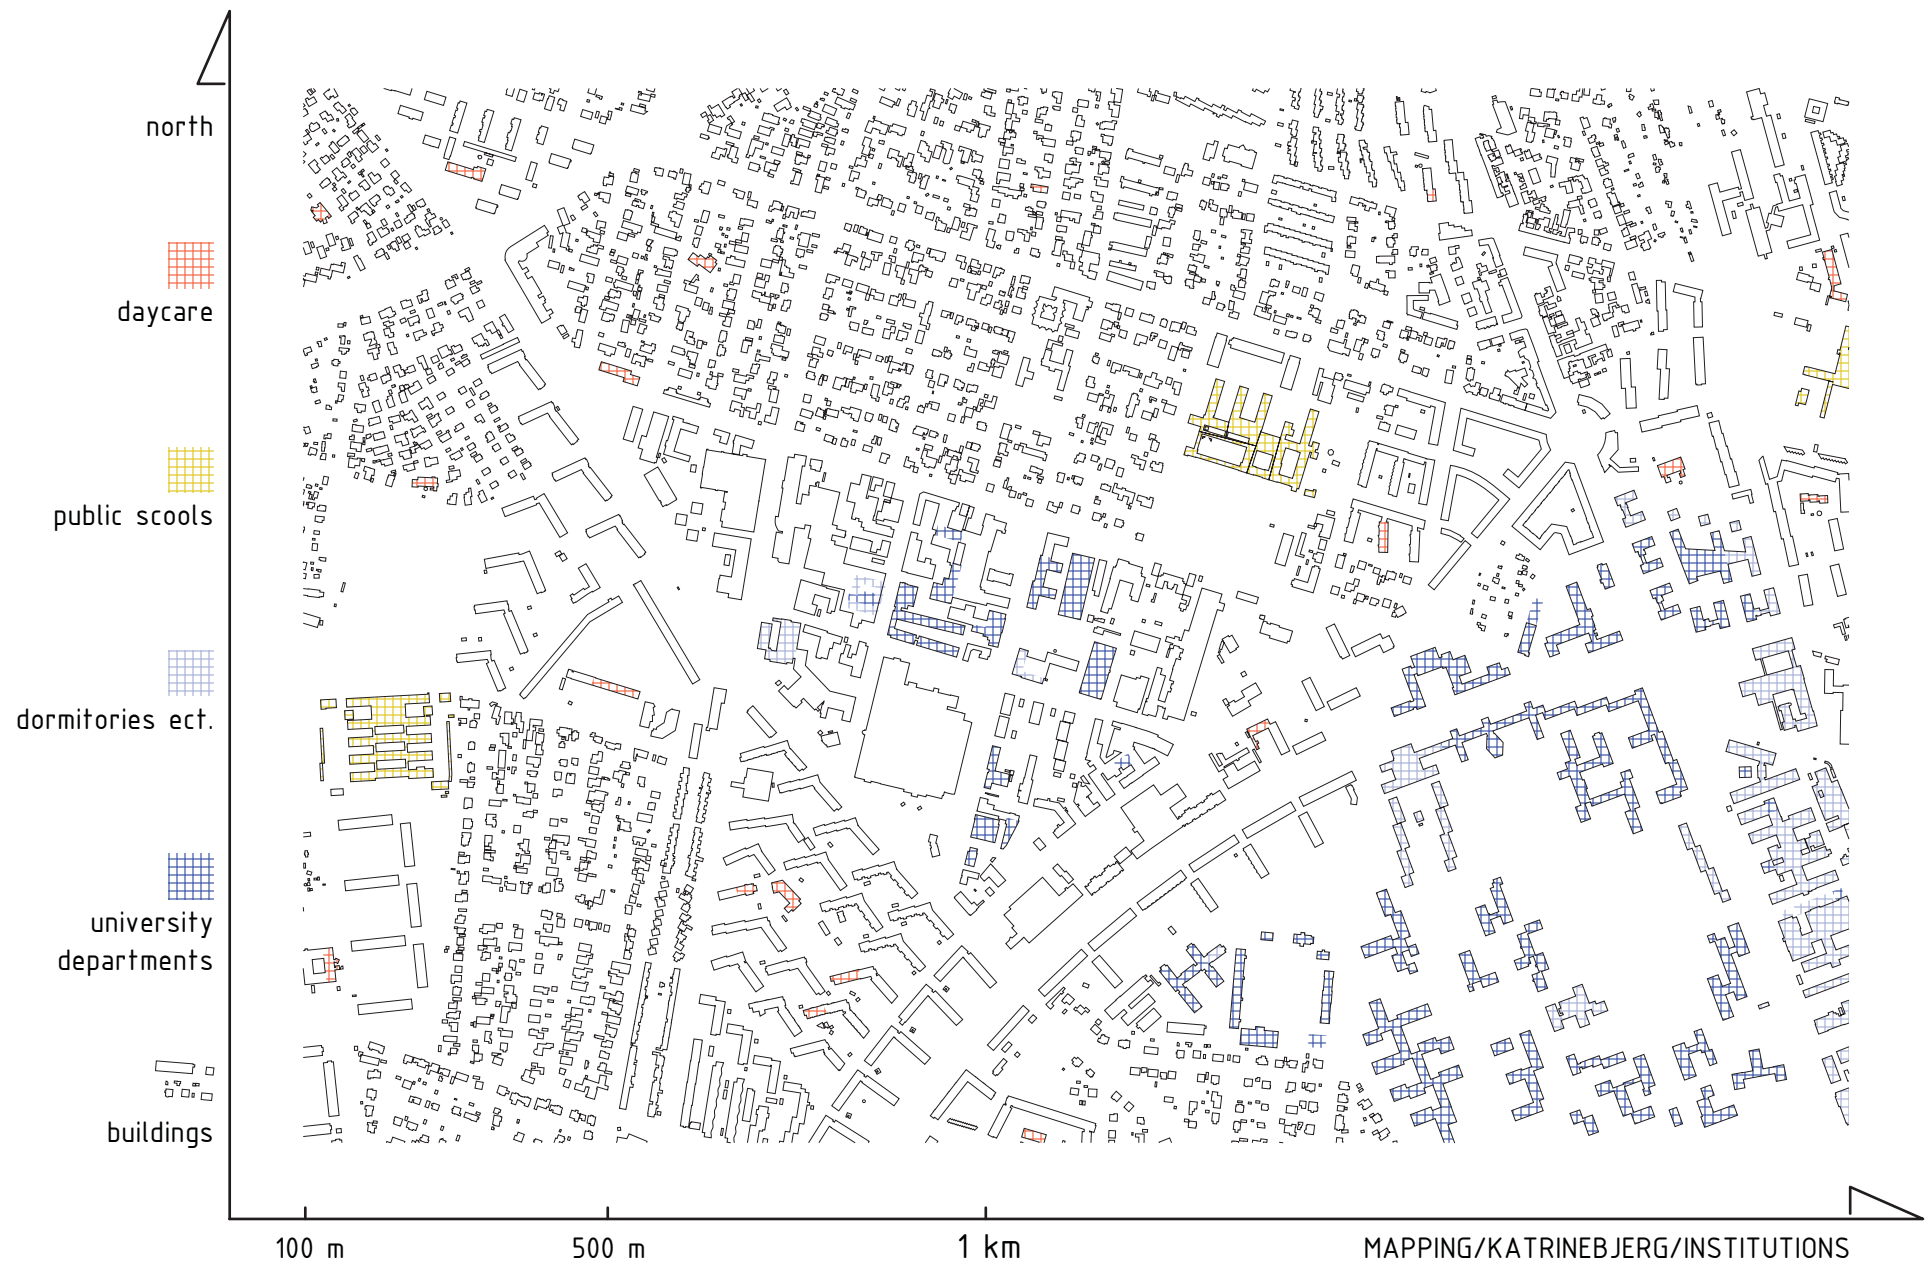 north
daycare
public scools
dormitories ect.
university
departments
buildings
100 m
500 m
1 km
MAPPING/KATRINEBJERG/INSTITUTIONS